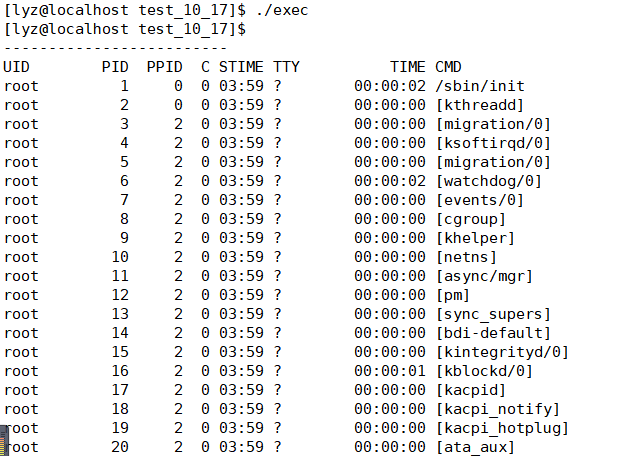 [lyz@localhost test_10_17]$ ./exec
[lyz@localhost test_10_17]$
-------------------------
UID        PID  PPID  C STIME TTY          TIME CMD
root         1     0  0 03:59 ?        00:00:02 /sbin/init
root         2     0  0 03:59 ?        00:00:00 [kthreadd]
root         3     2  0 03:59 ?        00:00:00 [migration/0]
root         4     2  0 03:59 ?        00:00:00 [ksoftirqd/0]
root         5     2  0 03:59 ?        00:00:00 [migration/0]
root         6     2  0 03:59 ?        00:00:02 [watchdog/0]
root         7     2  0 03:59 ?        00:00:00 [events/0]
root         8     2  0 03:59 ?        00:00:00 [cgroup]
root         9     2  0 03:59 ?        00:00:00 [khelper]
root        10     2  0 03:59 ?        00:00:00 [netns]
root        11     2  0 03:59 ?        00:00:00 [async/mgr]
root        12     2  0 03:59 ?        00:00:00 [pm]
root        13     2  0 03:59 ?        00:00:00 [sync_supers]
root        14     2  0 03:59 ?        00:00:00 [bdi-default]
root        15     2  0 03:59 ?        00:00:00 [kintegrityd/0]
root        16     2  0 03:59 ?        00:00:01 [kblockd/0]
root        17     2  0 03:59 ?        00:00:00 [kacpid]
root        18     2  0 03:59 ?        00:00:00 [kacpi_notify]
root        19     2  0 03:59 ?        00:00:00 [kacpi_hotplug]
root        20     2  0 03:59 ?        00:00:00 [ata_aux]